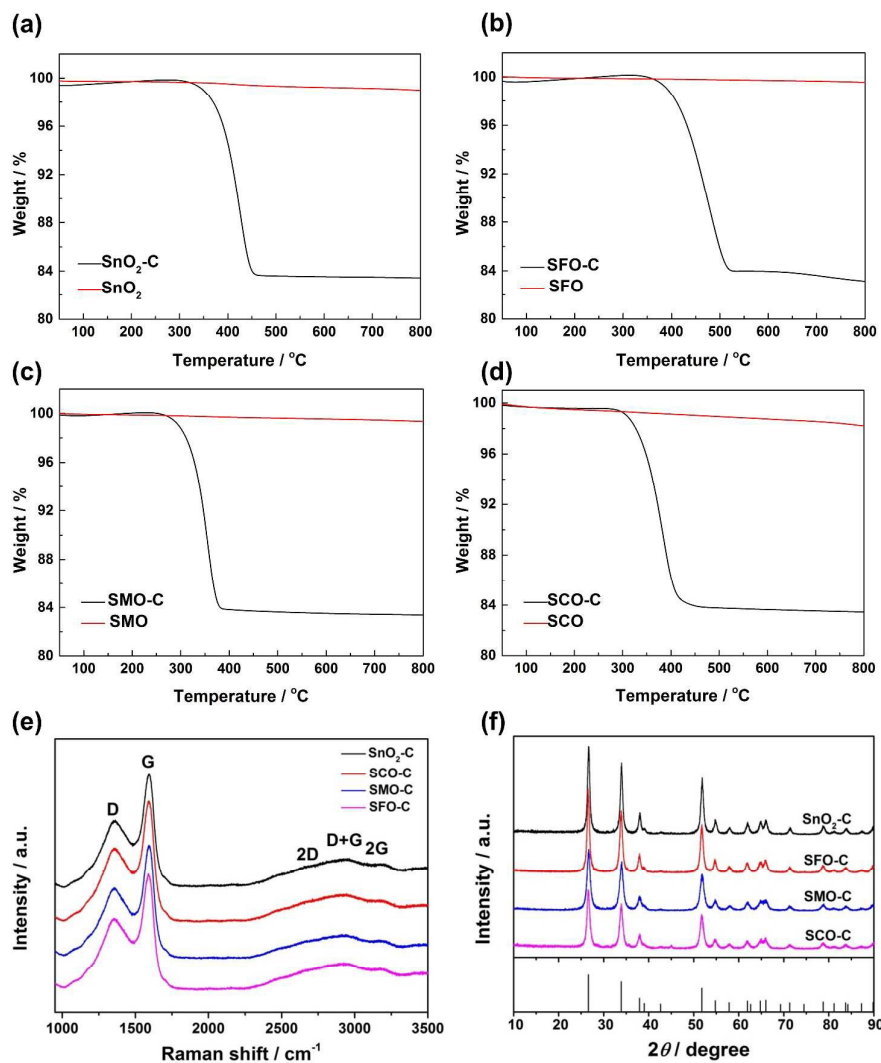 (a)
100
96
92
88
84
80
Weight / %
SnO₂-C
SnO₂
100 200 300 400 500 600 700 800
Temperature / °C
(b)
100
96
92
88
84
80
Weight / %
SFO-C
SFO
100 200 300 400 500 600 700 800
Temperature / °C
(c)
100
96
92
88
84
80
Weight / %
SMO-C
SMO
100 200 300 400 500 600 700 800
Temperature / °C
(d)
100
96
92
88
84
80
Weight / %
SCO-C
SCO
100 200 300 400 500 600 700 800
Temperature / °C
(e)
Intensity / a.u.
SnO₂-C
SCO-C
SMO-C
SFO-C
D
G
2D
D+G
2G
1000 1500 2000 2500 3000 3500
Raman shift / cm⁻¹
(f)
Intensity / a.u.
SnO₂-C
SFO-C
SMO-C
SCO-C
10 20 30 40 50 60 70 80 90
2θ / degree